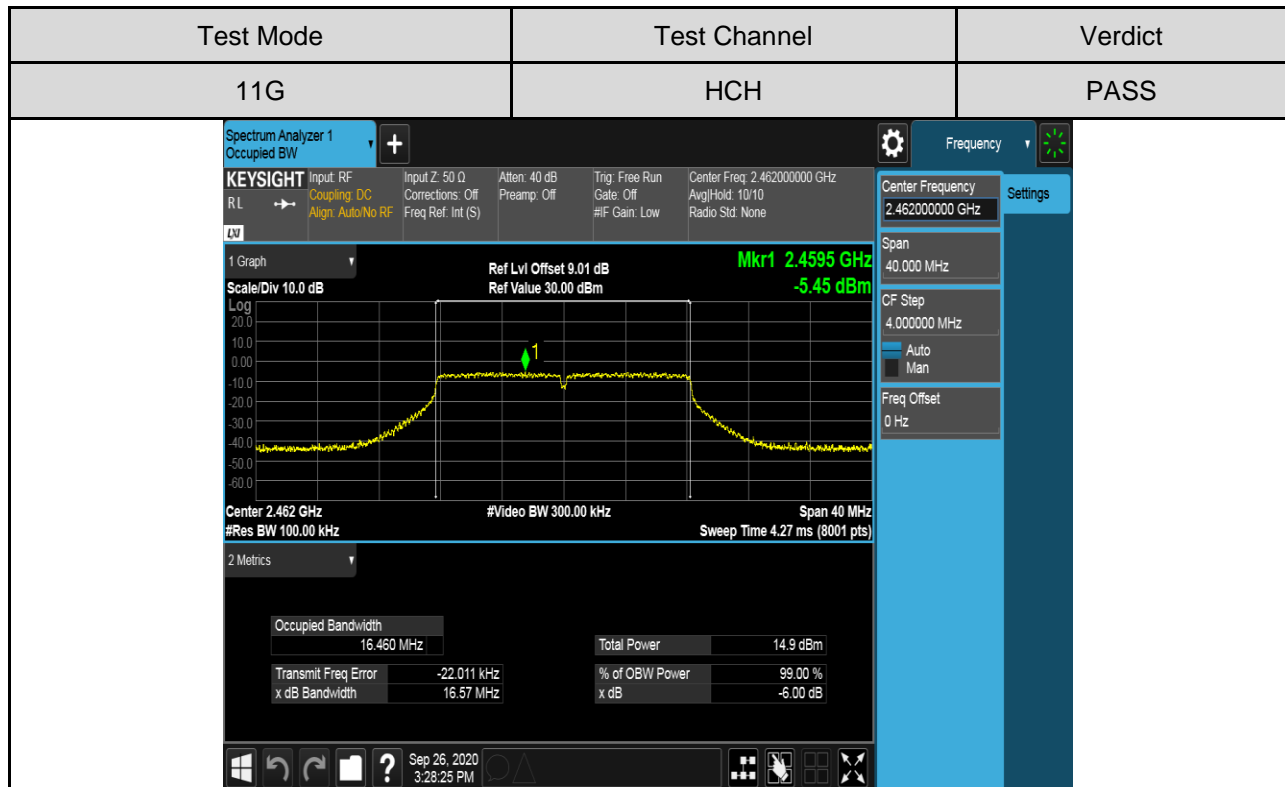 Test Mode Test Channel Verdict
11G HCH PASS
Spectrum Analyzer 1
Occupied BW
+
Frequency
KEYSIGHT Input: RF Input Z: 50 Ω Atten: 40 dB Trig: Free Run Center Freq: 2.462000000 GHz
RL Coupling: DC Corrections: Off Preamp: Off Gate: Off Avg|Hold: 10/10
Align: Auto/No RF Freq Ref: Int (S) #IF Gain: Low Radio Std: None
LXI
Center Frequency
2.462000000 GHz
Settings
Span
40.000 MHz
CF Step
4.000000 MHz
Auto
Man
Freq Offset
0 Hz
1 Graph Ref Lvl Offset 9.01 dB Mkr1 2.4595 GHz
Scale/Div 10.0 dB Ref Value 30.00 dBm -5.45 dBm
Log
20.0
10.0
0.00
-10.0
-20.0
-30.0
-40.0
-50.0
-60.0
1
Center 2.462 GHz #Video BW 300.00 kHz Span 40 MHz
#Res BW 100.00 kHz Sweep Time 4.27 ms (8001 pts)
2 Metrics
Occupied Bandwidth
16.460 MHz Total Power 14.9 dBm
Transmit Freq Error -22.011 kHz % of OBW Power 99.00 %
x dB Bandwidth 16.57 MHz x dB -6.00 dB
? Sep 26, 2020
3:28:25 PM